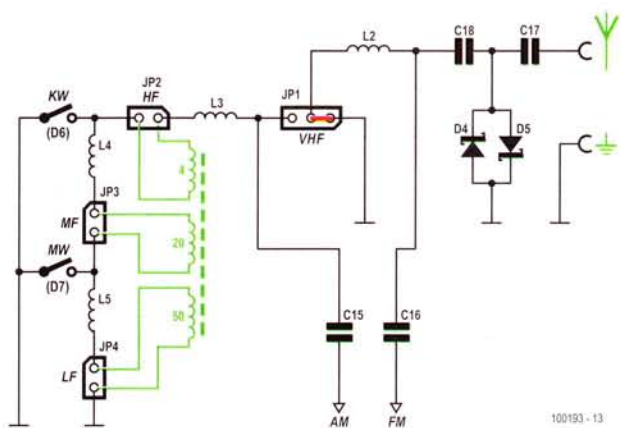 C18
C17
L2
JP2
HF
L3
JP1
VHF
KW
(D6)
L4
4
D4
D5
JP3
MF
20
MW
(D7)
L5
50
JP4
LF
C15
C16
AM
FM
100193 - 13